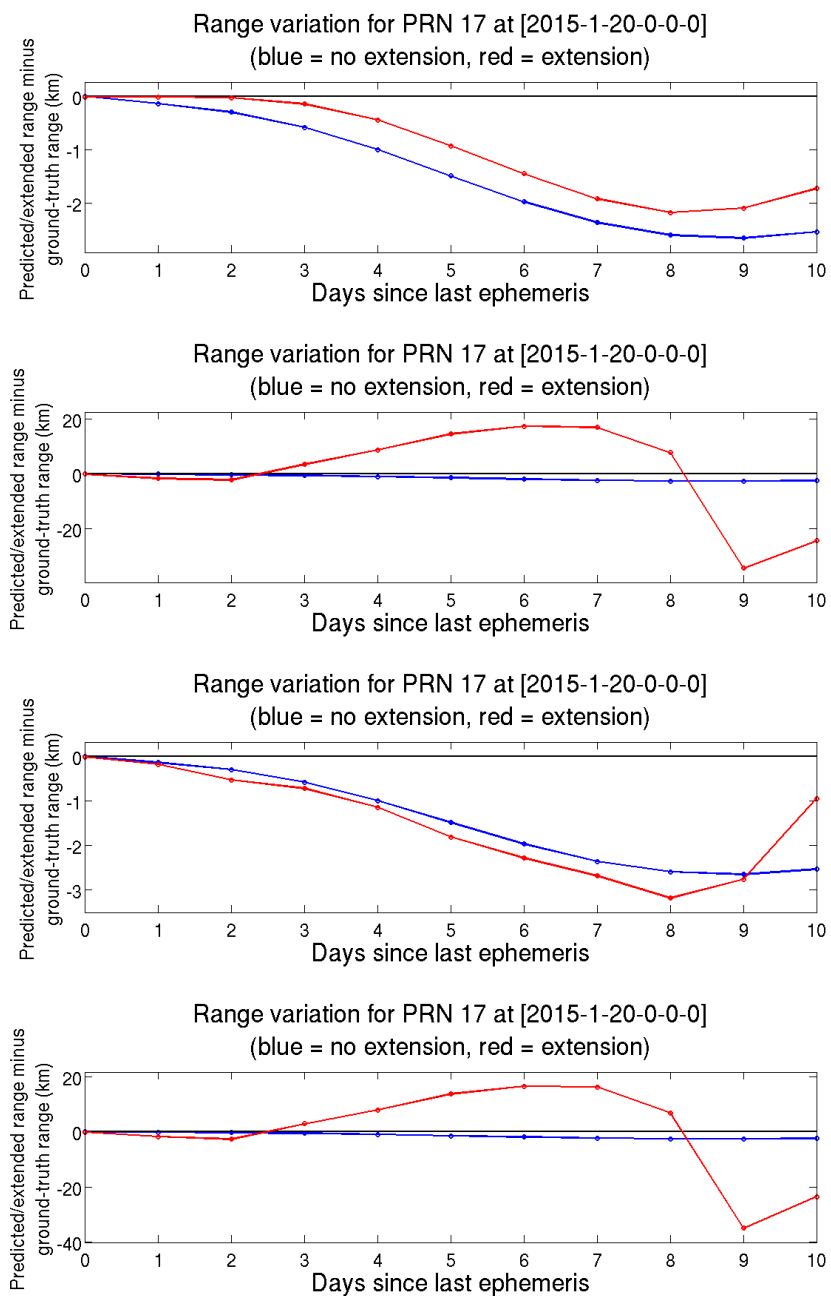 Range variation for PRN 17 at [2015-1-20-0-0-0]
(blue = no extension, red = extension)
Predicted/extended range minus
ground-truth range (km)
0
-1
-2
0 1 2 3 4 5 6 7 8 9 10
Days since last ephemeris
Range variation for PRN 17 at [2015-1-20-0-0-0]
(blue = no extension, red = extension)
Predicted/extended range minus
ground-truth range (km)
20
0
-20
0 1 2 3 4 5 6 7 8 9 10
Days since last ephemeris
Range variation for PRN 17 at [2015-1-20-0-0-0]
(blue = no extension, red = extension)
Predicted/extended range minus
ground-truth range (km)
0
-1
-2
-3
0 1 2 3 4 5 6 7 8 9 10
Days since last ephemeris
Range variation for PRN 17 at [2015-1-20-0-0-0]
(blue = no extension, red = extension)
Predicted/extended range minus
ground-truth range (km)
20
0
-20
-40
0 1 2 3 4 5 6 7 8 9 10
Days since last ephemeris